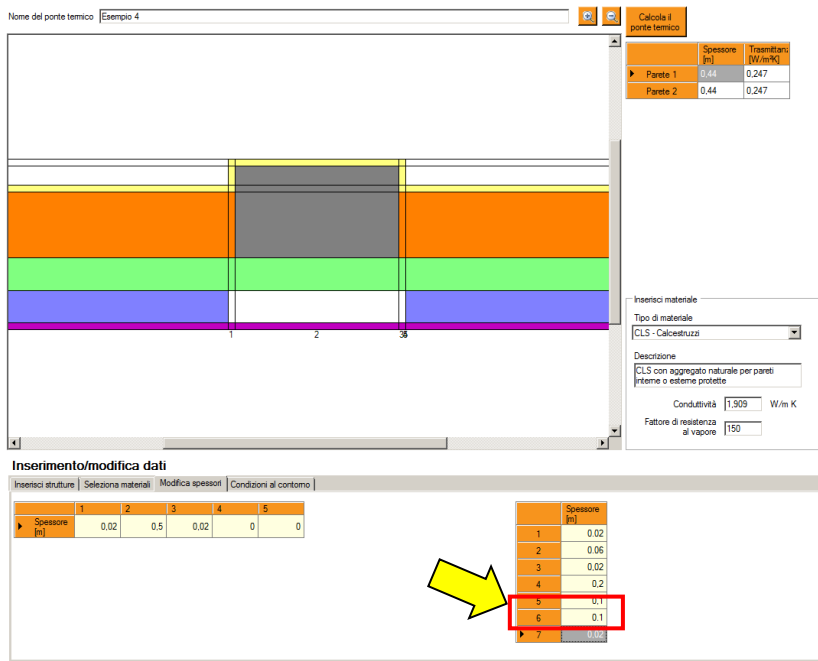 Nome del ponte termico Esempio 4
Calcola il
ponte termico
Spessore
[m]
Trasmittan:
[W/m²K]
Parete 1 0,44 0,247
Parete 2 0,44 0,247
1 2
Inserisci materiale
Tipo di materiale
CLS - Calcestruzzi
Descrizione
CLS con aggregato naturale per pareti
interne o esterne protette
Conduttività 1,909 W/m K
Fattore di resistenza
al vapore 150
Inserimento/modifica dati
Inserisci strutture Seleziona materiali Modifica spessori Condizioni al contorno
1 2 3 4 5
Spessore
[m] 0,02 0,5 0,02 0 0
Spessore
[m]
1 0.02
2 0.06
3 0,02
4 0,2
5 0,1
6 0.1
7 0,02